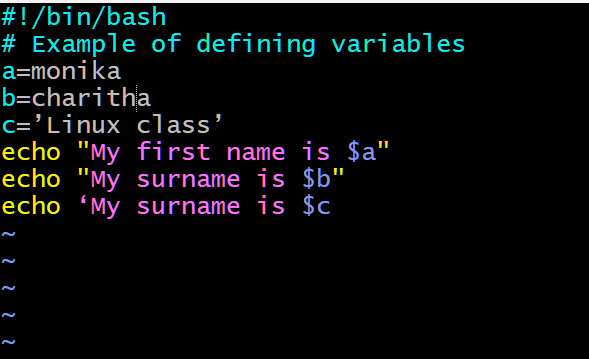 #!/bin/bash
# Example of defining variables
a=monika
b=charitha
c=’Linux class’
echo "My first name is $a"
echo "My surname is $b"
echo ‘My surname is $c
~
~
~
~
~